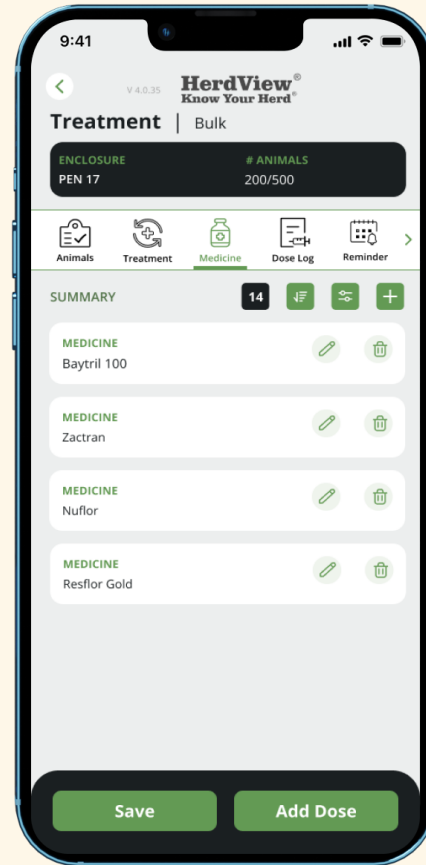 9:41
V 4.0.35
HerdView®
Know Your Herd®
Treatment | Bulk
ENCLOSURE # ANIMALS
PEN 17 200/500
Animals Treatment Medicine Dose Log Reminder
SUMMARY 14
MEDICINE
Baytril 100
MEDICINE
Zactran
MEDICINE
Nuflor
MEDICINE
Resflor Gold
Save Add Dose